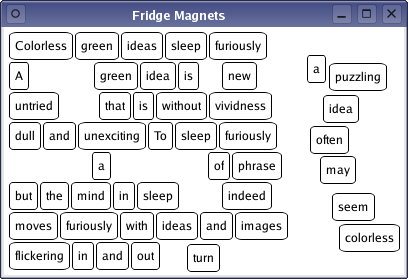 Fridge Magnets
Colorless green ideas sleep furiously
A green idea is new
untried that is without vividness
dull and unexciting To sleep furiously
a of phrase
but the mind in sleep indeed
moves furiously with ideas and images
flickering in and out turn
a puzzling
idea
often
may
seem
colorless